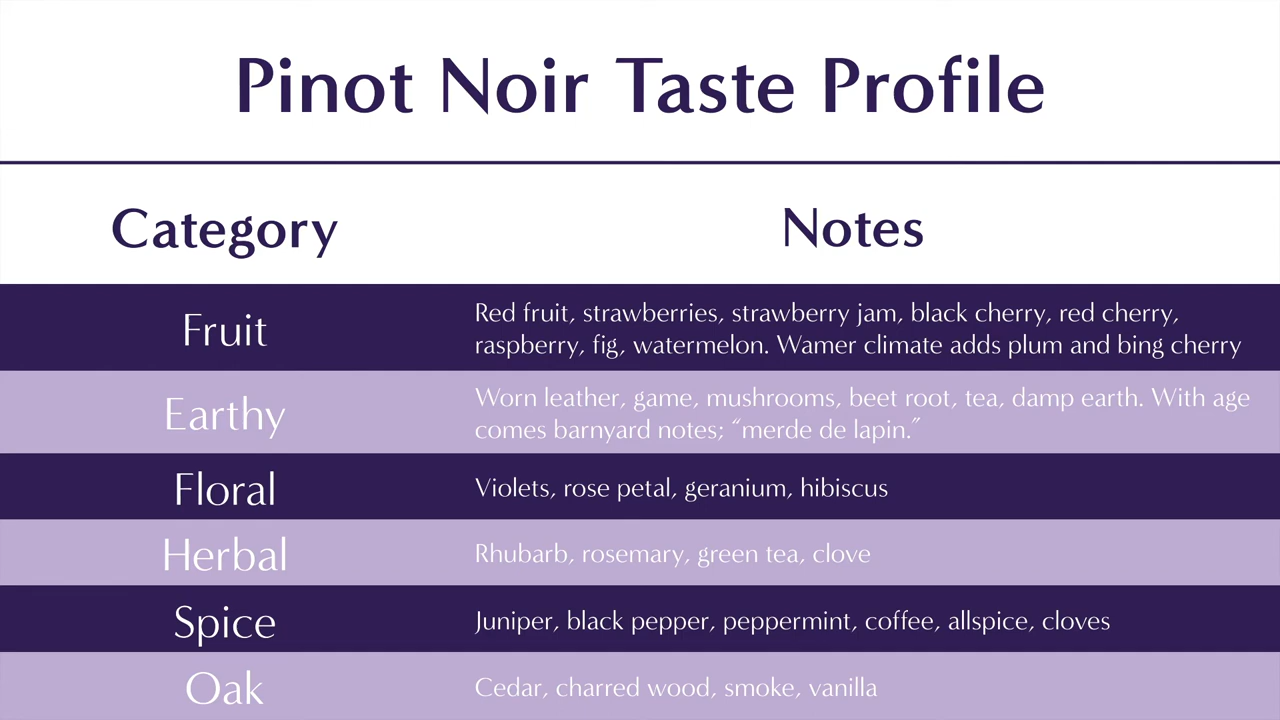 Pinot Noir Taste Profile
Category
Notes
Fruit
Red fruit, strawberries, strawberry jam, black cherry, red cherry,
raspberry, fig, watermelon. Wamer climate adds plum and bing cherry
Earthy
Worn leather, game, mushrooms, beet root, tea, damp earth. With age
comes barnyard notes; “merde de lapin.”
Floral
Violets, rose petal, geranium, hibiscus
Herbal
Rhubarb, rosemary, green tea, clove
Spice
Juniper, black pepper, peppermint, coffee, allspice, cloves
Oak
Cedar, charred wood, smoke, vanilla